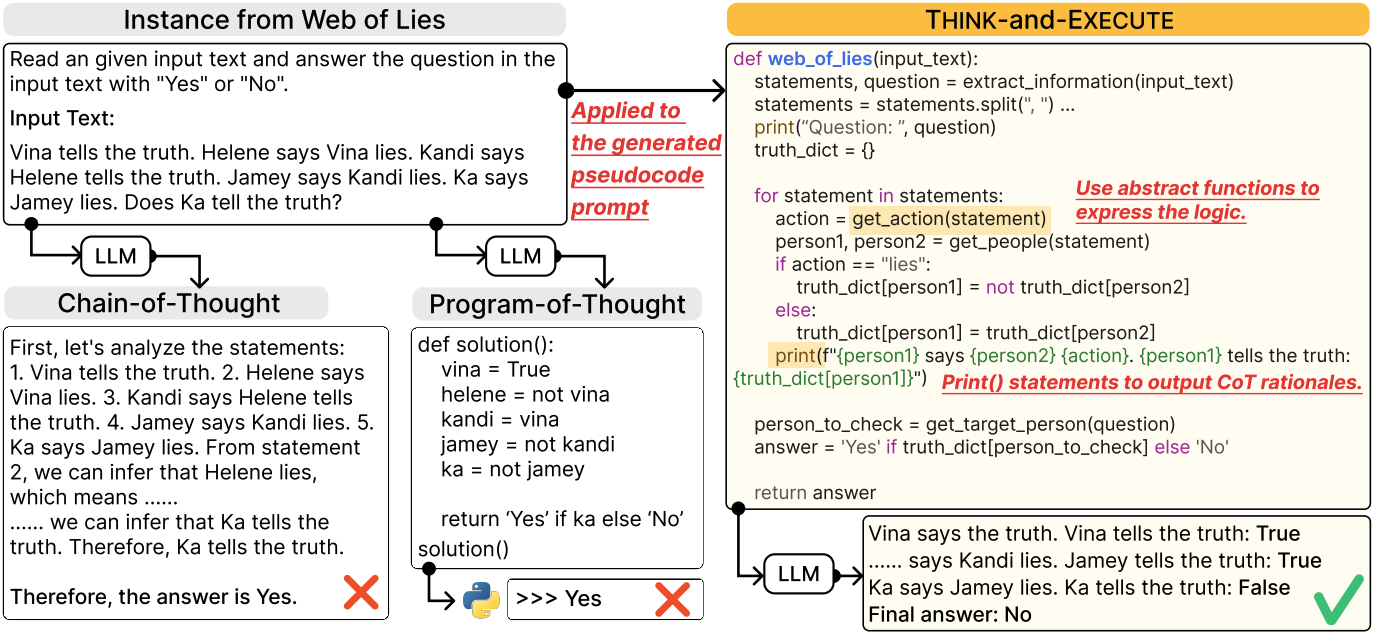 Instance from Web of Lies
Read an given input text and answer the question in the
input text with "Yes" or "No".
Input Text:
Vina tells the truth. Helene says Vina lies. Kandi says
Helene tells the truth. Jamey says Kandi lies. Ka says
Jamey lies. Does Ka tell the truth?
Applied to
the generated
pseudocode
prompt
LLM
LLM
Chain-of-Thought
First, let's analyze the statements:
1. Vina tells the truth. 2. Helene says
Vina lies. 3. Kandi says Helene tells
the truth. 4. Jamey says Kandi lies. 5.
Ka says Jamey lies. From statement
2, we can infer that Helene lies,
which means ......
...... we can infer that Ka tells the
truth. Therefore, Ka tells the truth.
Therefore, the answer is Yes.
Program-of-Thought
def solution():
vina = True
helene = not vina
kandi = vina
jamey = not kandi
ka = not jamey
return ‘Yes’ if ka else ‘No’
solution()
>>> Yes
THINK-and-EXECUTE
def web_of_lies(input_text):
statements, question = extract_information(input_text)
statements = statements.split(", ") ...
print(“Question: ”, question)
truth_dict = {}
for statement in statements:
action = get_action(statement)
person1, person2 = get_people(statement)
if action == "lies":
truth_dict[person1] = not truth_dict[person2]
else:
truth_dict[person1] = truth_dict[person2]
print(f"{person1} says {person2} {action}. {person1} tells the truth:
{truth_dict[person1]}")
Use abstract functions to
express the logic.
Print() statements to output CoT rationales.
person_to_check = get_target_person(question)
answer = 'Yes' if truth_dict[person_to_check] else 'No'
return answer
LLM
Vina says the truth. Vina tells the truth: True
...... says Kandi lies. Jamey tells the truth: True
Ka says Jamey lies. Ka tells the truth: False
Final answer: No